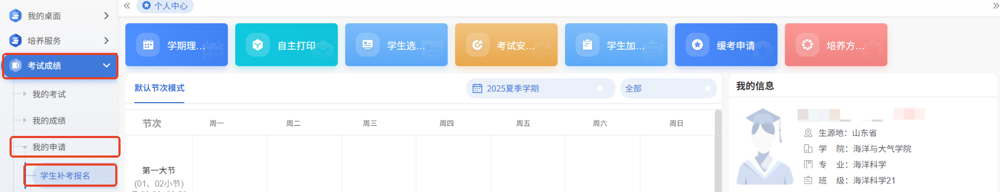 我的桌面
培养服务
考试成绩
我的考试
我的成绩
我的申请
学生补考报名
个人中心
学期理...
自主打印
学生选...
考试安...
学生加...
缓考申请
培养方...
默认节次模式
2025夏季学期
全部
节次 周一 周二 周三 周四 周五 周六 周日
第一大节
(01、02小节)
我的信息
生源地：山东省
学 院：海洋与大气学院
专 业：海洋科学
班 级：海洋科学21